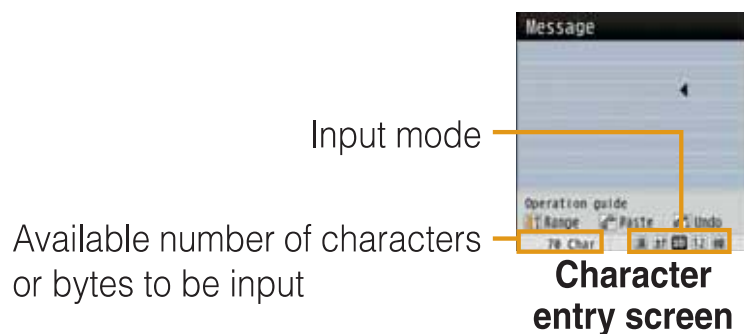 Message
Input mode
Operation guide
Range Paste Undo
Available number of characters
or bytes to be input
70 Char 12
Character
entry screen